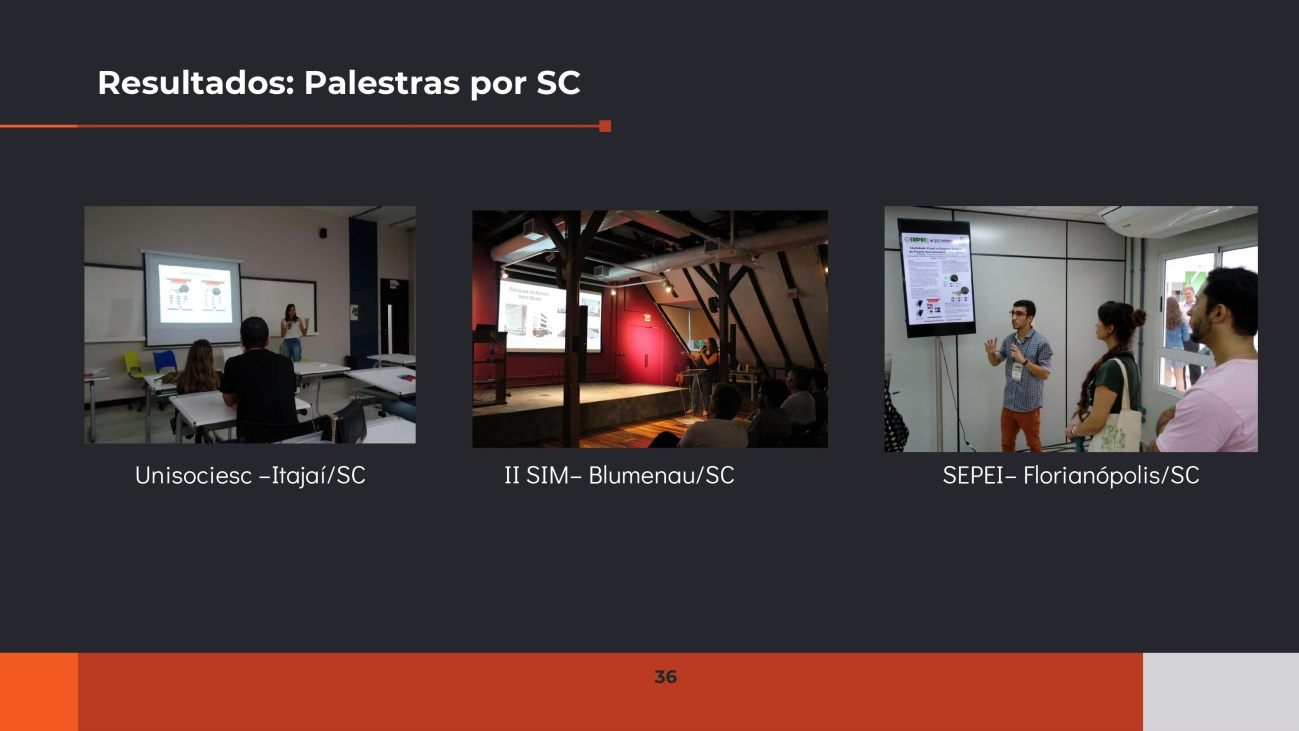 Resultados: Palestras por SC
Unisociesc –Itajaí/SC
II SIM– Blumenau/SC
SEPEI– Florianópolis/SC
36